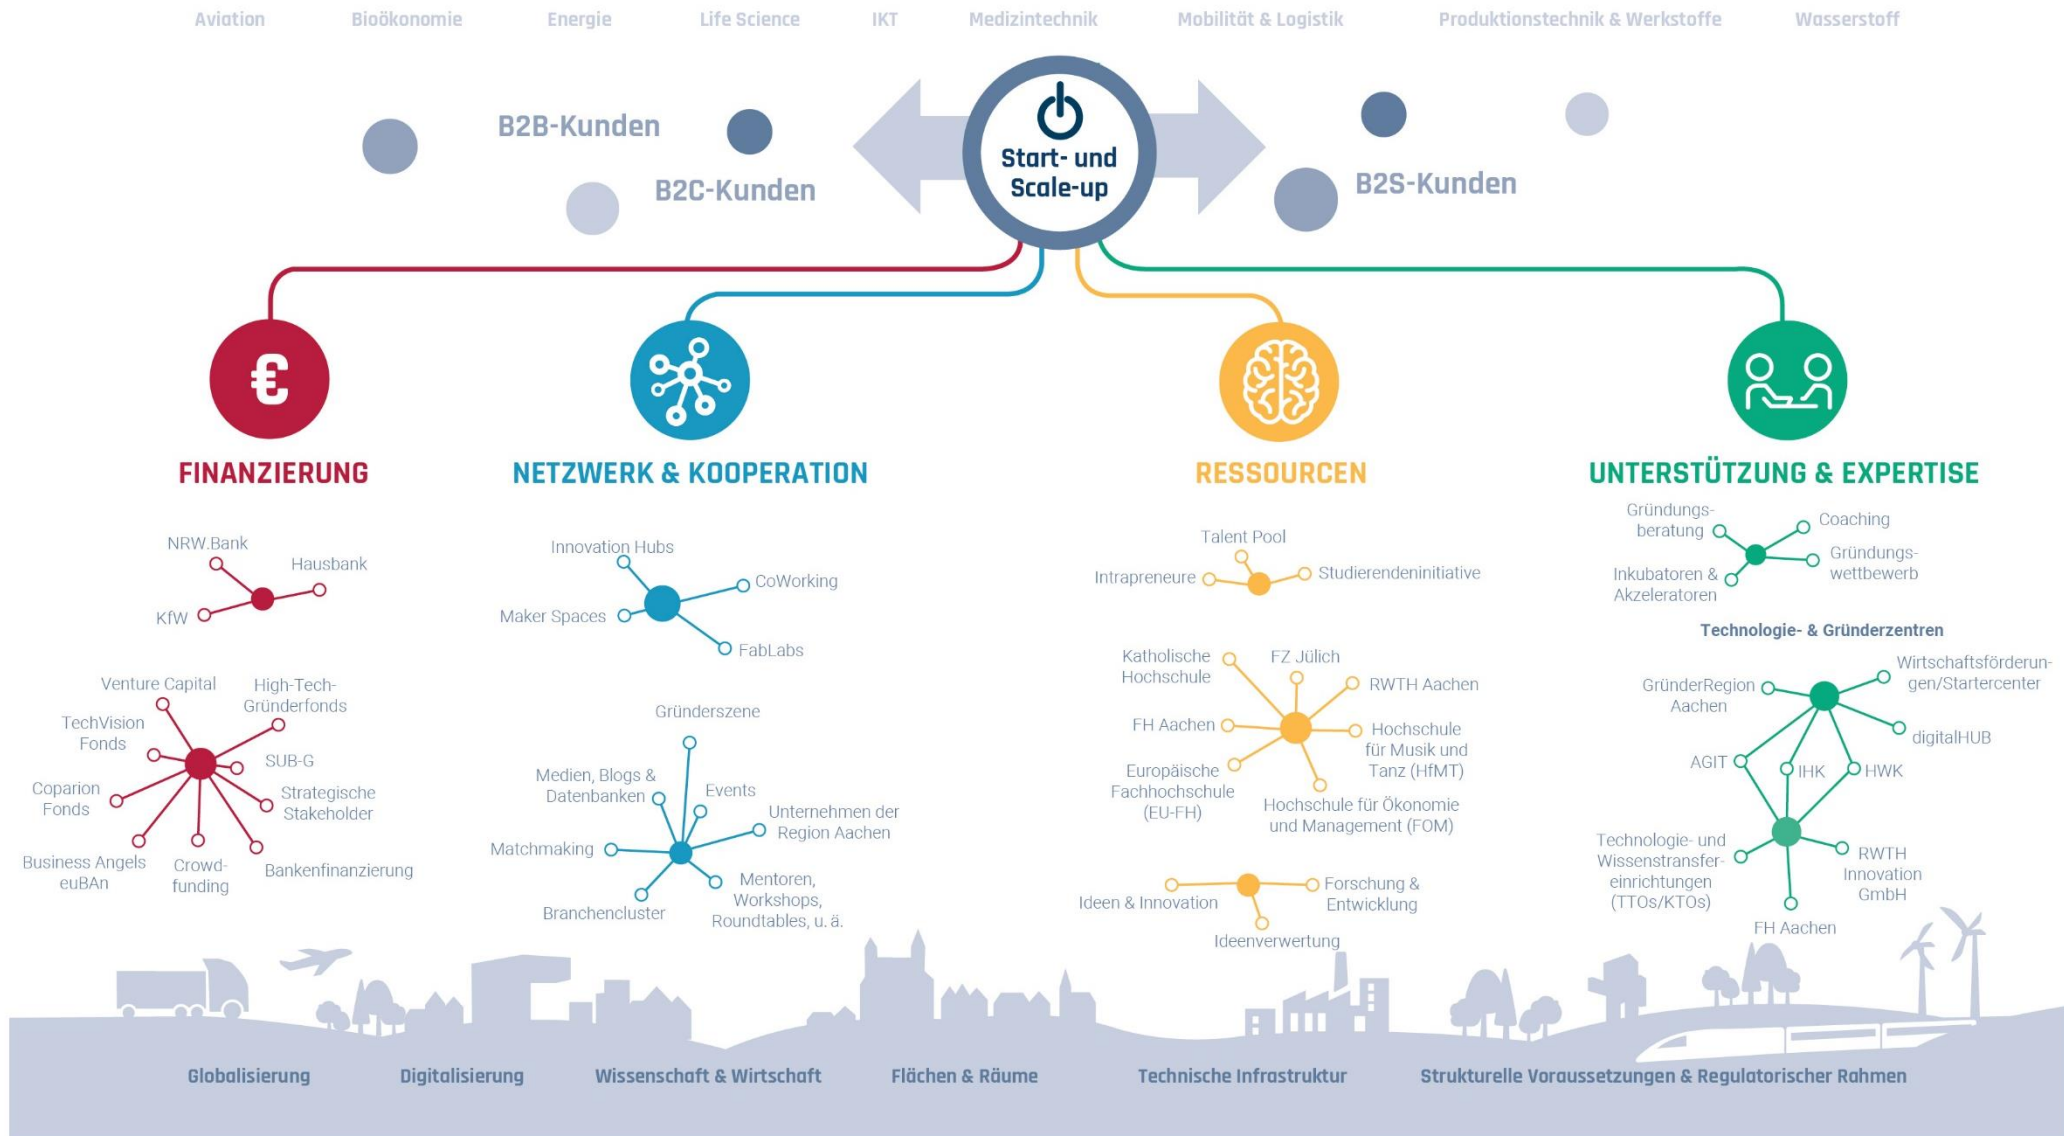 Aviation
Bioökonomie
Energie
Life Science
IKT
Medizintechnik
Mobilität & Logistik
Produktionstechnik & Werkstoffe
Wasserstoff
B2B-Kunden
B2C-Kunden
Start- und
Scale-up
B2S-Kunden
€
FINANZIERUNG
NRW.Bank
Hausbank
KfW
Venture Capital
High-Tech-
Gründerfonds
TechVision
Fonds
SUB-G
Coparion
Fonds
Strategische
Stakeholder
Business Angels
euBAn
Crowd-
funding
Bankenfinanzierung
NETZWERK & KOOPERATION
Innovation Hubs
CoWorking
Maker Spaces
FabLabs
Gründerszene
Medien, Blogs &
Datenbanken
Events
Unternehmen der
Region Aachen
Matchmaking
Branchencluster
Mentoren,
Workshops,
Roundtables, u. ä.
RESSOURCEN
Talent Pool
Intrapreneure
Studierendeninitiative
Katholische
Hochschule
FZ Jülich
RWTH Aachen
FH Aachen
Hochschule
für Musik und
Tanz (HfMT)
Europäische
Fachhochschule
(EU-FH)
Hochschule für Ökonomie
und Management (FOM)
Ideen & Innovation
Forschung &
Entwicklung
Ideenverwertung
UNTERSTÜTZUNG & EXPERTISE
Gründungs-
beratung
Coaching
Gründungs-
wettbewerb
Inkubatoren &
Akzeleratoren
Technologie- & Gründerzentren
GründerRegion
Aachen
Wirtschaftsförderun-
gen/Startercenter
digitalHUB
AGIT
IHK
HWK
Technologie- und
Wissenstransfer-
einrichtungen
(TTOs/KTOs)
RWTH
Innovation
GmbH
FH Aachen
Globalisierung
Digitalisierung
Wissenschaft & Wirtschaft
Flächen & Räume
Technische Infrastruktur
Strukturelle Voraussetzungen & Regulatorischer Rahmen